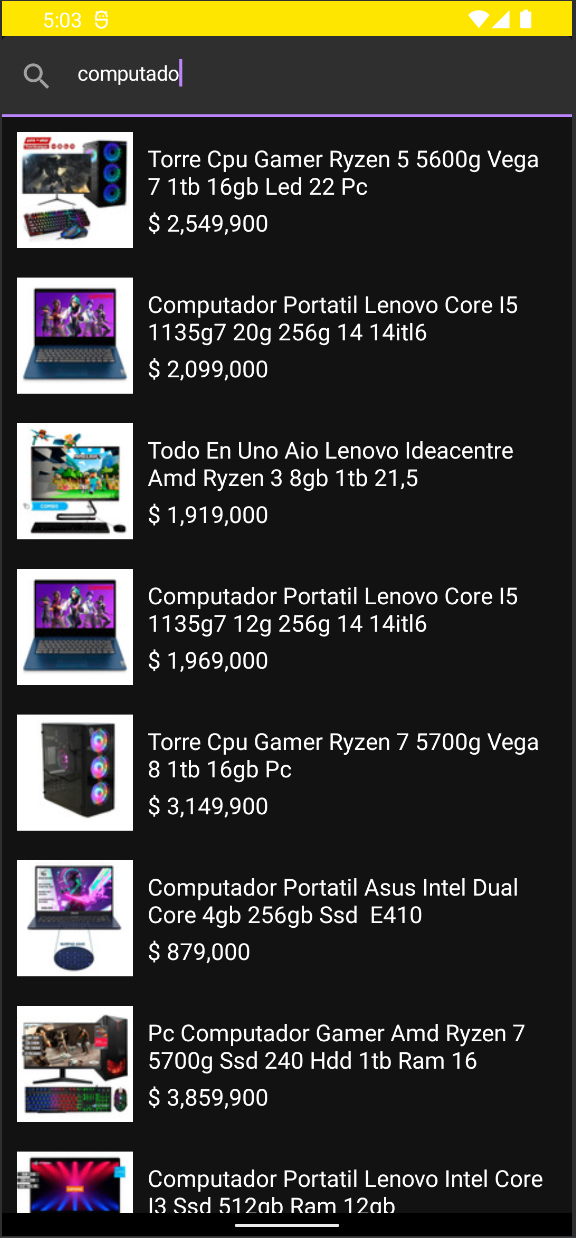 5:03
computado
Torre Cpu Gamer Ryzen 5 5600g Vega
7 1tb 16gb Led 22 Pc
$ 2,549,900
Computador Portatil Lenovo Core I5
1135g7 20g 256g 14 14itl6
$ 2,099,000
Todo En Uno Aio Lenovo Ideacentre
Amd Ryzen 3 8gb 1tb 21,5
$ 1,919,000
Computador Portatil Lenovo Core I5
1135g7 12g 256g 14 14itl6
$ 1,969,000
Torre Cpu Gamer Ryzen 7 5700g Vega
8 1tb 16gb Pc
$ 3,149,900
Computador Portatil Asus Intel Dual
Core 4gb 256gb Ssd  E410
$ 879,000
Pc Computador Gamer Amd Ryzen 7
5700g Ssd 240 Hdd 1tb Ram 16
$ 3,859,900
Computador Portatil Lenovo Intel Core
I3 Ssd 512gb Ram 12gb